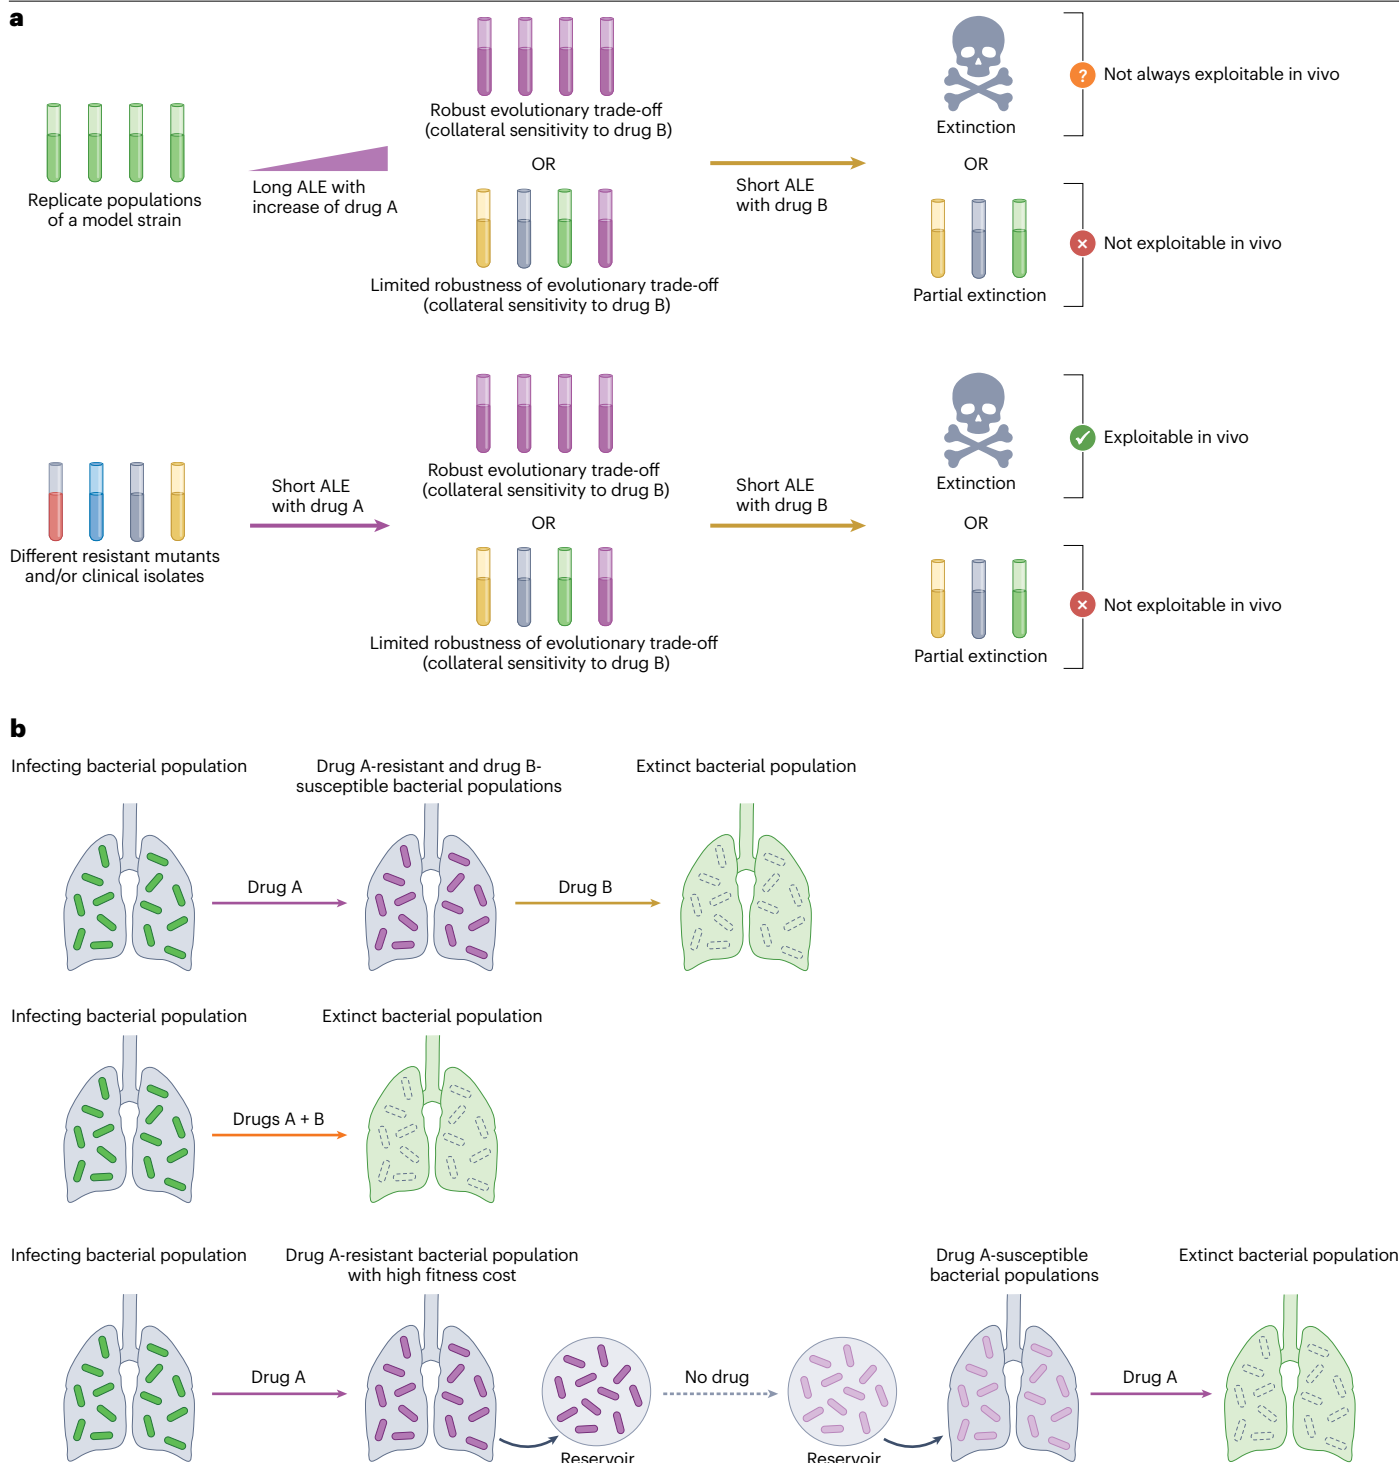 a
Replicate populations
of a model strain
Long ALE with
increase of drug A
Robust evolutionary trade-off
(collateral sensitivity to drug B)
OR
Limited robustness of evolutionary trade-off
(collateral sensitivity to drug B)
Short ALE
with drug B
Extinction
OR
Partial extinction
?
Not always exploitable in vivo
Not exploitable in vivo
Different resistant mutants
and/or clinical isolates
Short ALE
with drug A
Robust evolutionary trade-off
(collateral sensitivity to drug B)
OR
Limited robustness of evolutionary trade-off
(collateral sensitivity to drug B)
Short ALE
with drug B
Extinction
OR
Partial extinction
Exploitable in vivo
Not exploitable in vivo
b
Infecting bacterial population
Drug A
Drug A-resistant and drug B-
susceptible bacterial populations
Drug B
Extinct bacterial population
Infecting bacterial population
Drugs A + B
Extinct bacterial population
Infecting bacterial population
Drug A
Drug A-resistant bacterial population
with high fitness cost
Reservoir
No drug
Reservoir
Drug A-susceptible
bacterial populations
Drug A
Extinct bacterial population